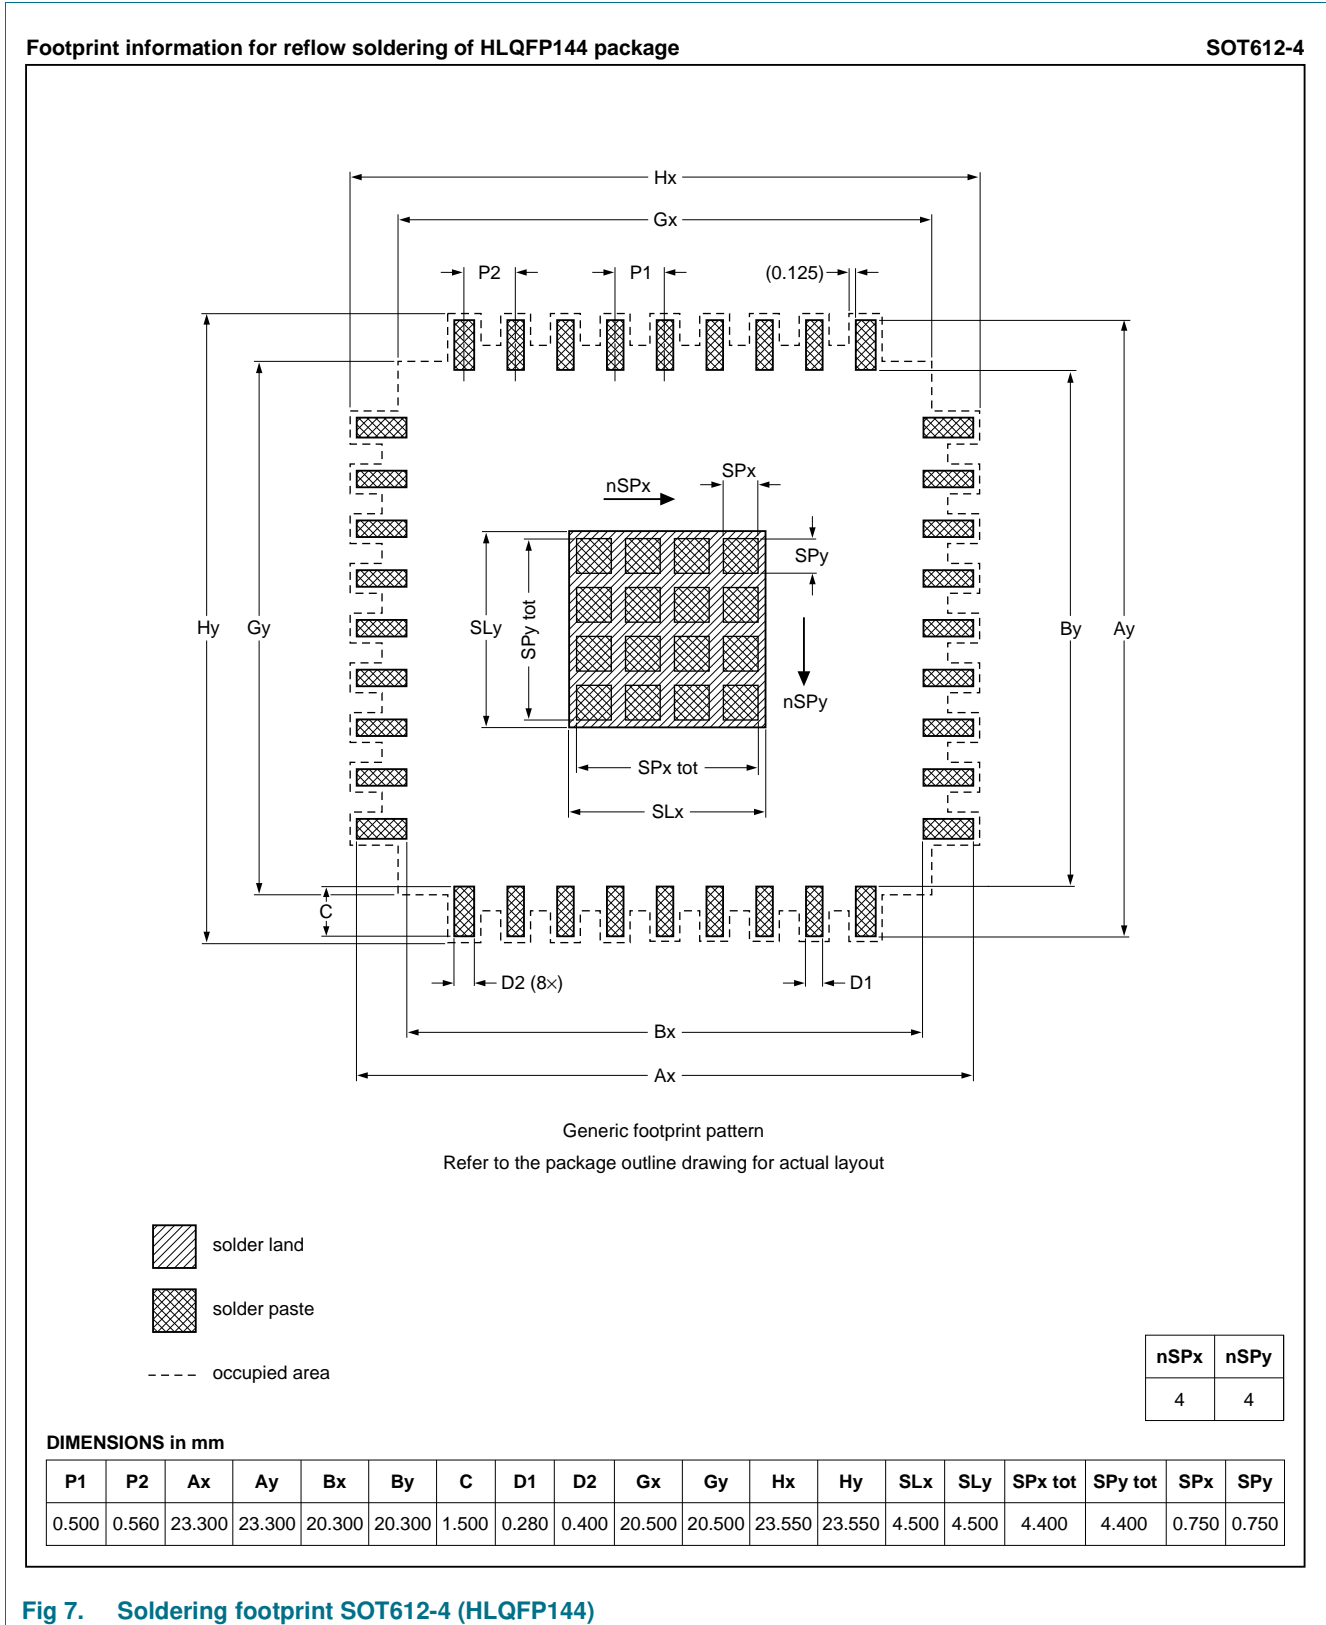 Footprint information for reflow soldering of HLQFP144 package SOT612-4
Hx
Gx
P2 P1 (0.125)
SPx
nSPx
SPy
Hy Gy SLy SPy tot By Ay
nSPy
SPx tot
SLx
C
D2 (8×) D1
Bx
Ax
Generic footprint pattern
Refer to the package outline drawing for actual layout
solder land
solder paste
occupied area
nSPx nSPy
4 4
DIMENSIONS in mm
P1 P2 Ax Ay Bx By C D1 D2 Gx Gy Hx Hy SLx SLy SPx tot SPy tot SPx SPy
0.500 0.560 23.300 23.300 20.300 20.300 1.500 0.280 0.400 20.500 20.500 23.550 23.550 4.500 4.500 4.400 4.400 0.750 0.750
Fig 7. Soldering footprint SOT612-4 (HLQFP144)